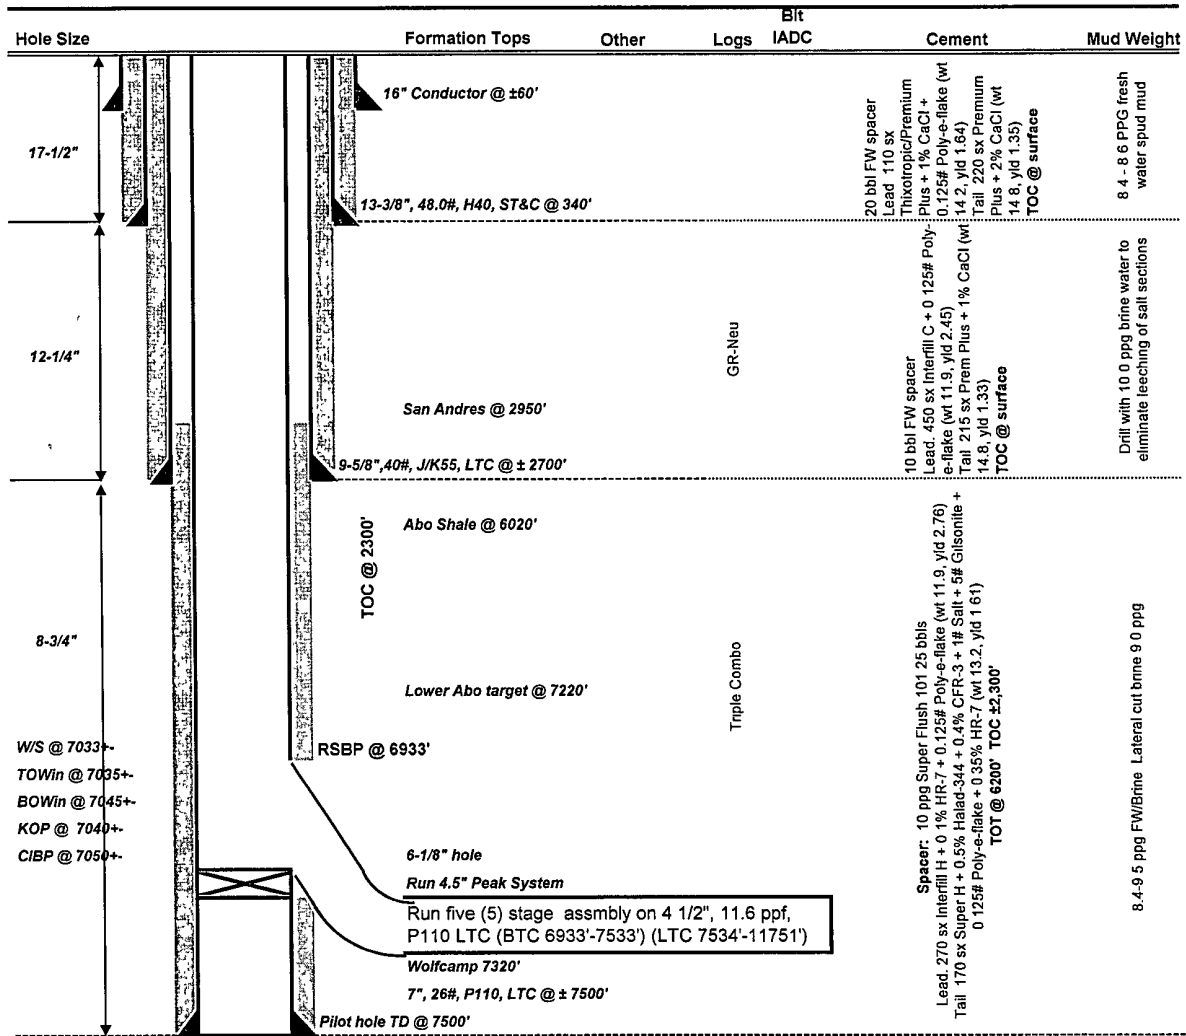 Hole Size
Formation Tops
Other
Logs
Bit
IADC
Cement
Mud Weight
17-1/2"
16" Conductor @ ±60'
13-3/8", 48.0#, H40, ST&C @ 340'
20 bbl FW spacer
Lead 110 sx
Thixotropic/Premium
Plus + 1% CaCl +
0.125# Poly-e-flake (wt
14 2, yld 1.64)
Tail 220 sx Premium
Plus + 2% CaCl (wt
14 8, yld 1.35)
TOC @ surface
8 4 - 8 6 PPG fresh
water spud mud
12-1/4"
San Andres @ 2950'
9-5/8",40#, J/K55, LTC @ ± 2700'
GR-Neu
10 bbl FW spacer
Lead. 450 sx Interfill C + 0 125# Poly-
e-flake (wt 11.9, yld 2.45)
Tail 215 sx Prem Plus + 1% CaCl (wt
14.8, yld 1.33)
TOC @ surface
Drill with 10 0 ppg brine water to
eliminate leeching of salt sections
8-3/4"
Abo Shale @ 6020'
TOC @ 2300'
Lower Abo target @ 7220'
RSBP @ 6933'
Triple Combo
W/S @ 7033+-
TOWin @ 7035+-
BOWin @ 7045+-
KOP @ 7040+-
CIBP @ 7050+-
6-1/8" hole
Run 4.5" Peak System
Run five (5) stage assmbly on 4 1/2", 11.6 ppf,
P110 LTC (BTC 6933'-7533') (LTC 7534'-11751')
Wolfcamp 7320'
7", 26#, P110, LTC @ ± 7500'
Pilot hole TD @ 7500'
Spacer: 10 ppg Super Flush 101 25 bbls
Lead. 270 sx Interfill H + 0 1% HR-7 + 0.125# Poly-e-flake (wt 11.9, yld 2.76)
Tail 170 sx Super H + 0.5% Halad-344 + 0.4% CFR-3 + 1# Salt + 5# Gilsonite +
0 125# Poly-e-flake + 0 35% HR-7 (wt 13.2, yld 1 61)
TOT @ 6200' TOC ±2,300'
8.4-9 5 ppg FW/Brine Lateral cut brine 9 0 ppg